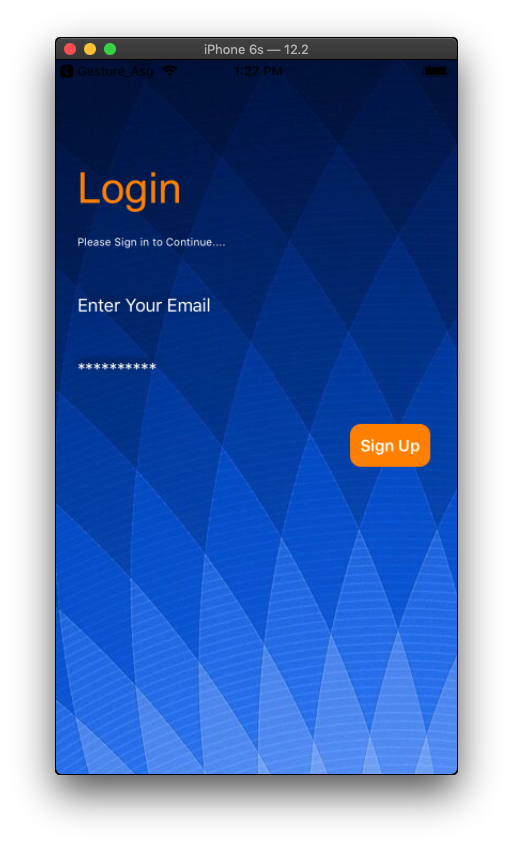 iPhone 6s — 12.2
Gesture_Asg 1:27 PM
Login
Please Sign in to Continue....
Enter Your Email
**********
Sign Up